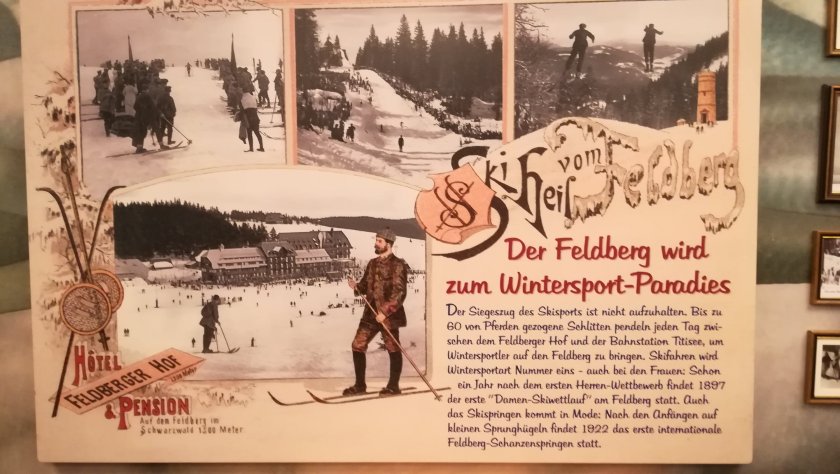 Ski Heil vom Feldberg
Der Feldberg wird
zum Wintersport-Paradies
Der Siegeszug des Skisports ist nicht aufzuhalten. Bis zu
60 von Pferden gezogene Schlitten pendeln jeden Tag zwi-
schen dem Feldberger Hof und der Bahnstation Titisee, um
Wintersportler auf den Feldberg zu bringen. Skifahren wird
Wintersportart Nummer eins - auch bei den Frauen: Schon
ein Jahr nach dem ersten Herren-Wettbewerb findet 1897
der erste "Damen-Skiwettlauf" am Feldberg statt. Auch
das Skispringen kommt in Mode: Nach den Anfängen auf
kleinen Sprunghügeln findet 1922 das erste internationale
Feldberg-Schanzenspringen statt.
HÔTEL
FELDBERGER HOF
& PENSION
Auf dem Feldberg im
Schwarzwald 1300 Meter.